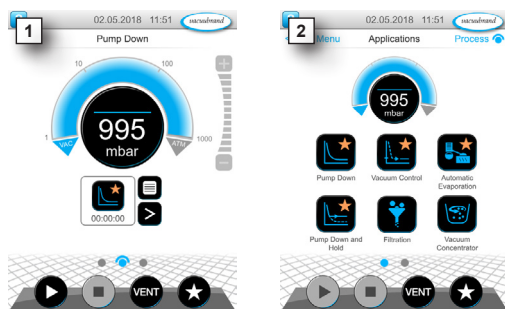 1
02.05.2018 11:51
vacuubrand
Pump Down
10
100
1
1000
VAC
ATM
995
mbar
00:00:00
VENT
2
02.05.2018 11:51
vacuubrand
Menu
Applications
Process
995
mbar
Pump Down
Vacuum Control
Automatic
Evaporation
Pump Down and
Hold
Filtration
Vacuum
Concentrator
VENT